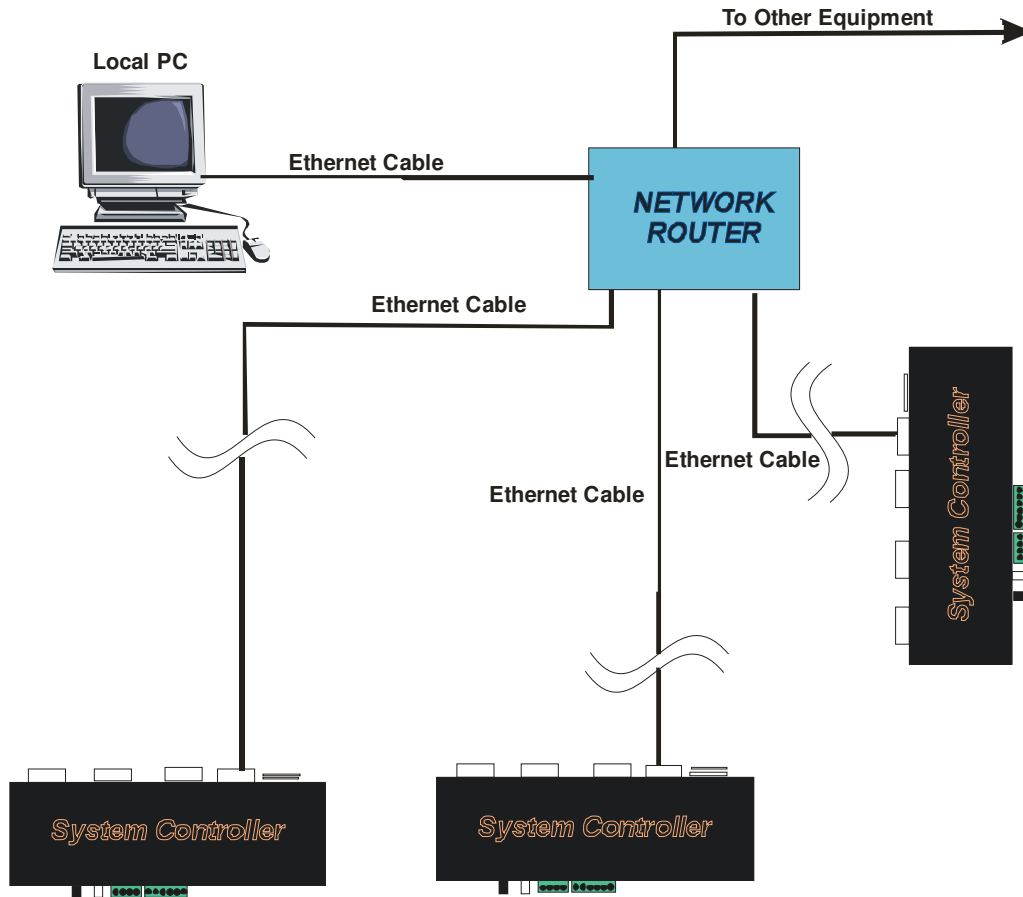 To Other Equipment
Local PC
Ethernet Cable
NETWORK
ROUTER
Ethernet Cable
Ethernet Cable
Ethernet Cable
System Controller
System Controller
System Controller